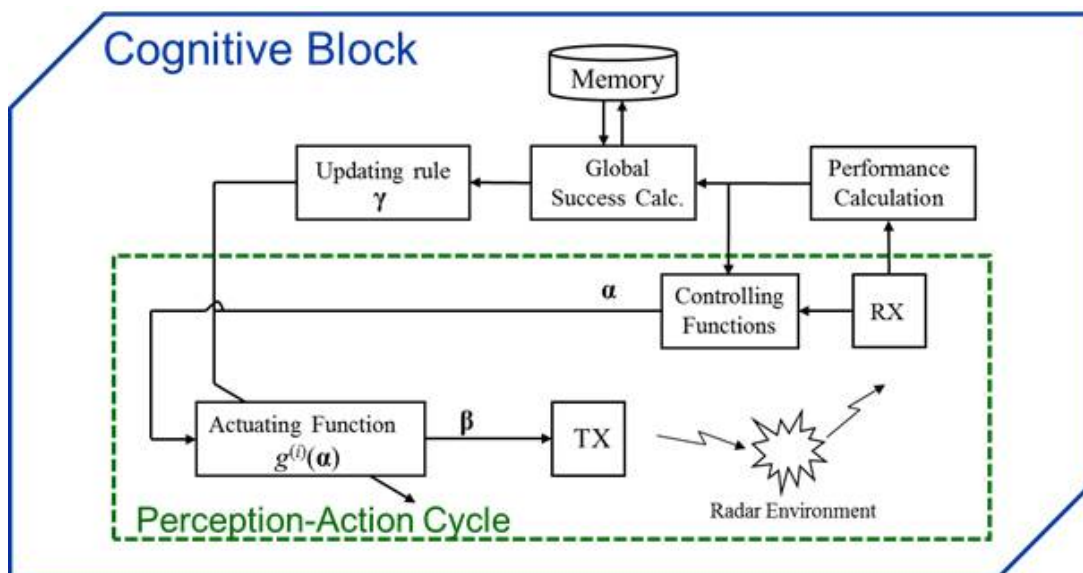 Cognitive Block
Memory
Updating rule
γ
Global
Success Calc.
Performance
Calculation
α
Controlling
Functions
RX
Actuating Function
g⁽ⁱ⁾(α)
β
TX
Radar Environment
Perception-Action Cycle